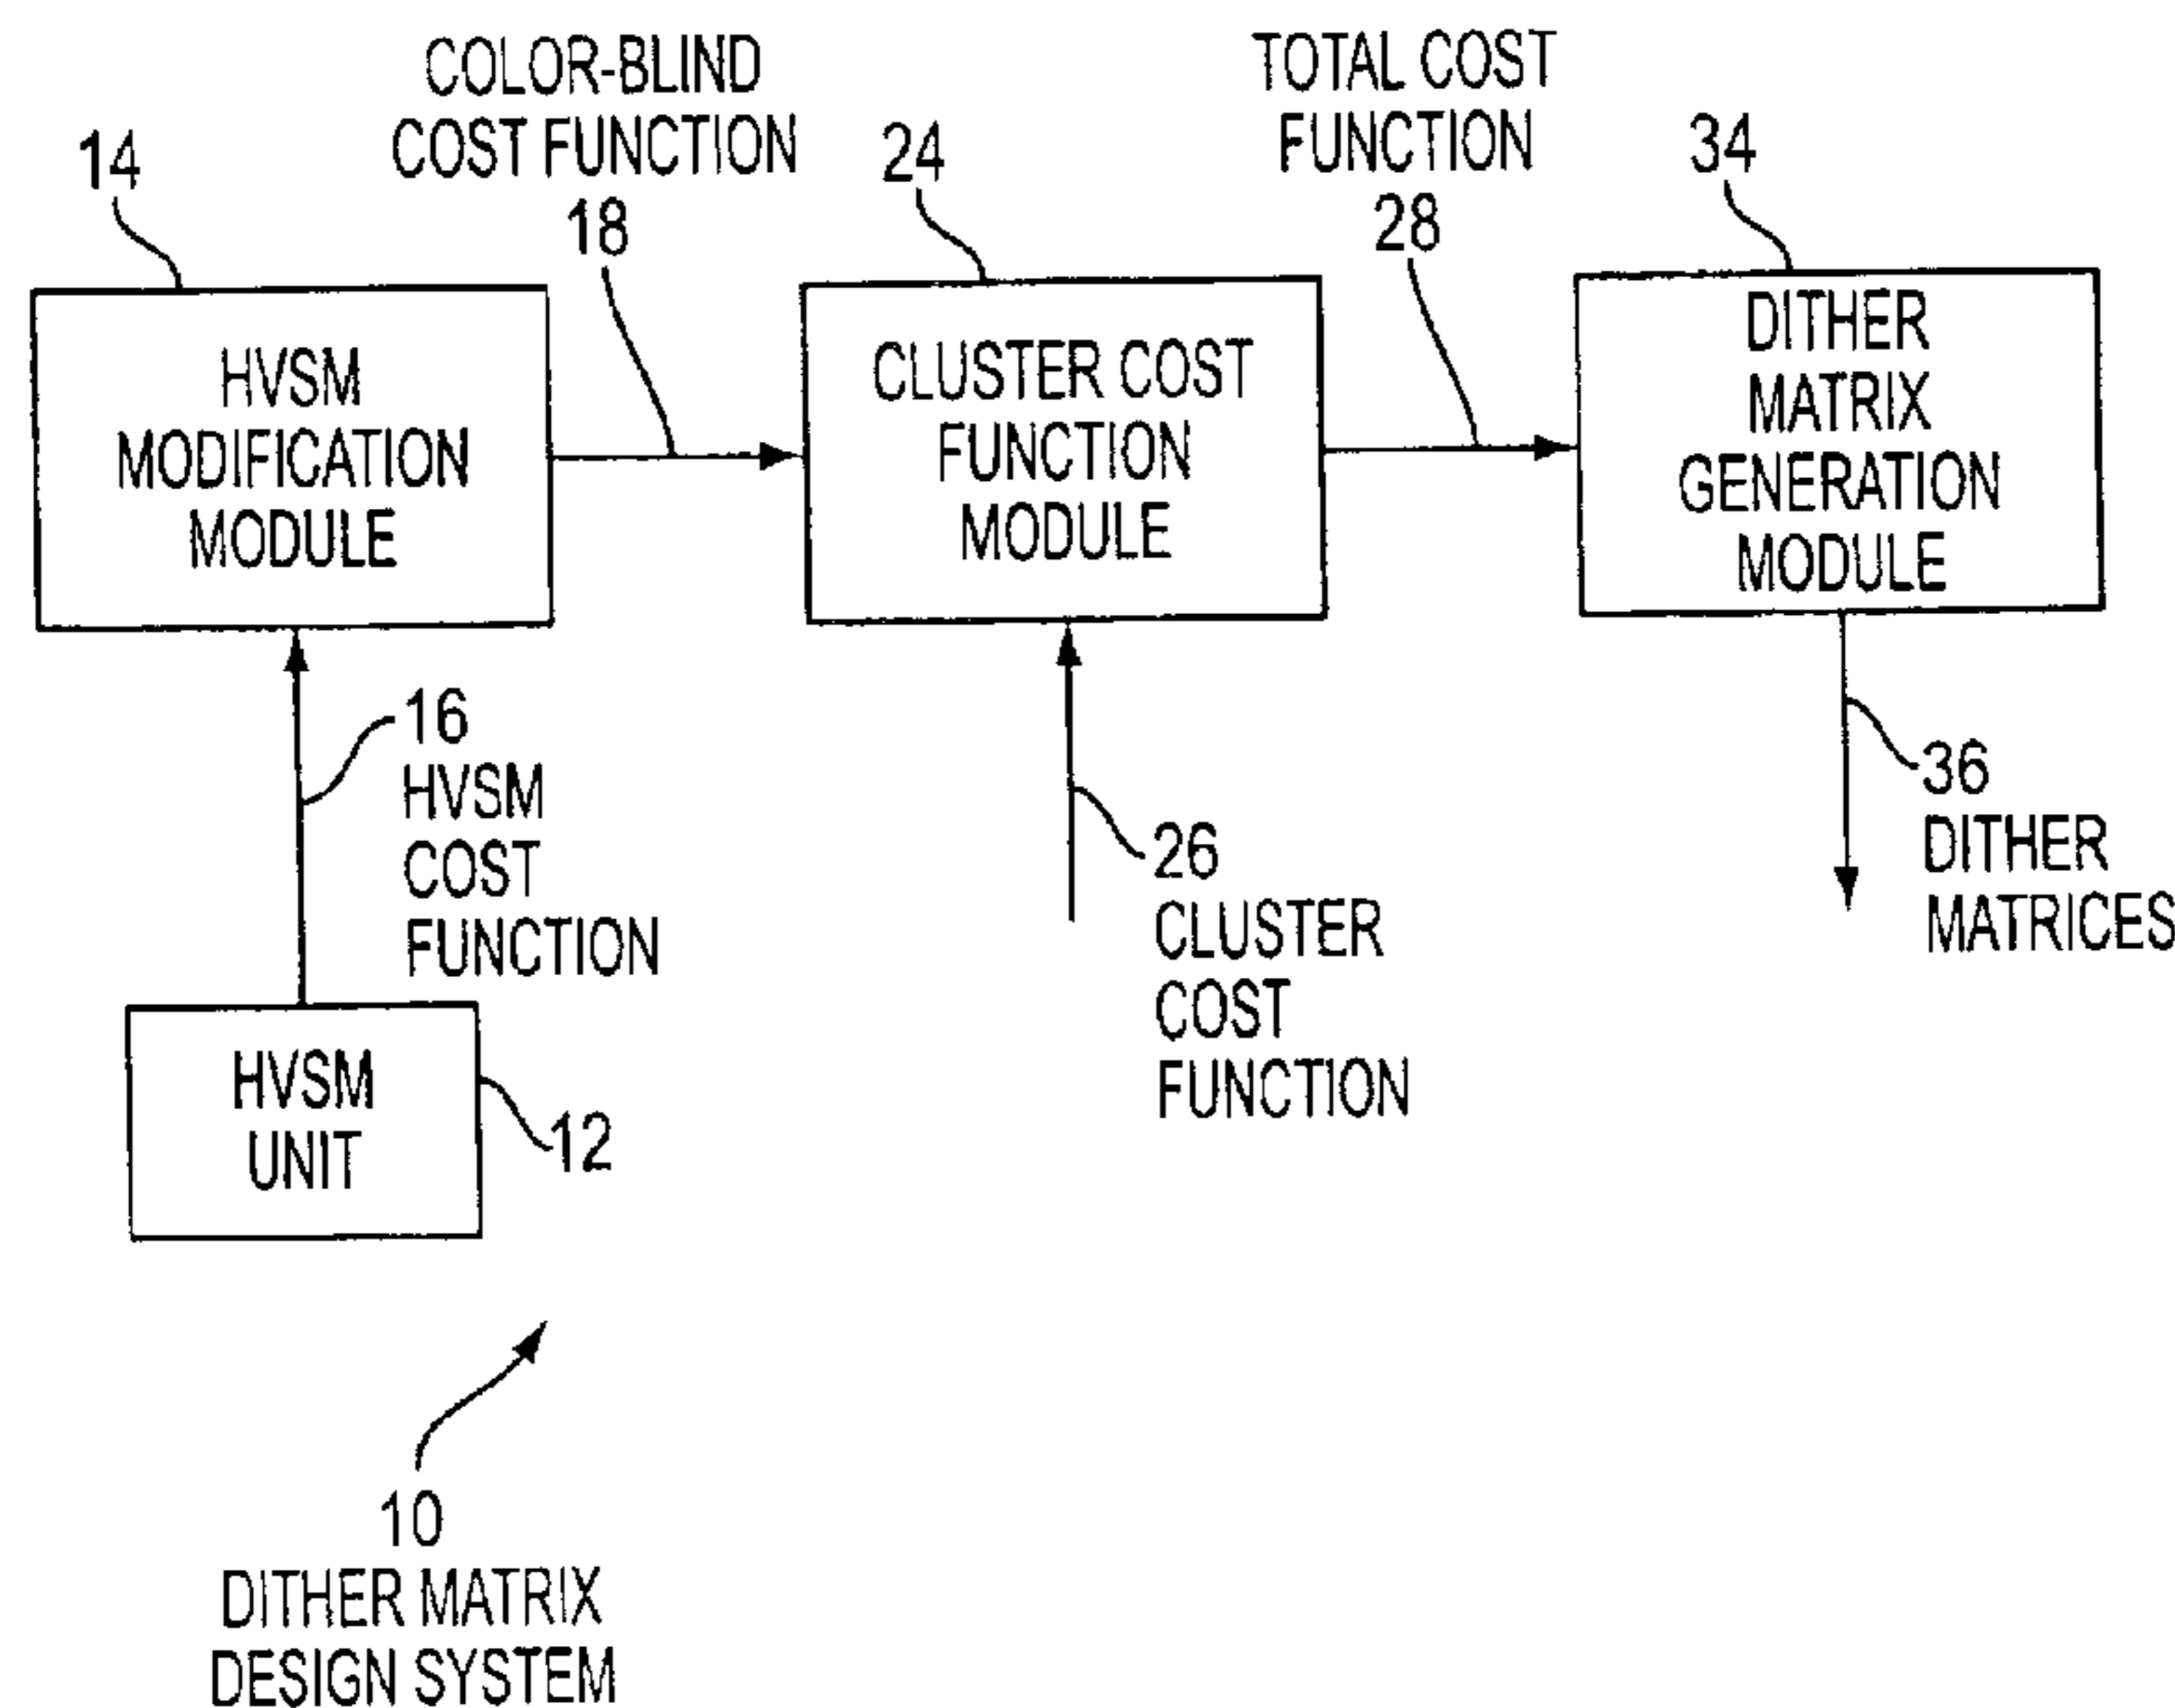 COLOR-BLIND
COST FUNCTION
18
TOTAL COST
FUNCTION
28
14
24
34
HVSM
MODIFICATION
MODULE
CLUSTER COST
FUNCTION
MODULE
DITHER
MATRIX
GENERATION
MODULE
16
HVSM
COST
FUNCTION
26
CLUSTER
COST
FUNCTION
36
DITHER
MATRICES
HVSM
UNIT
12
10
DITHER MATRIX
DESIGN SYSTEM